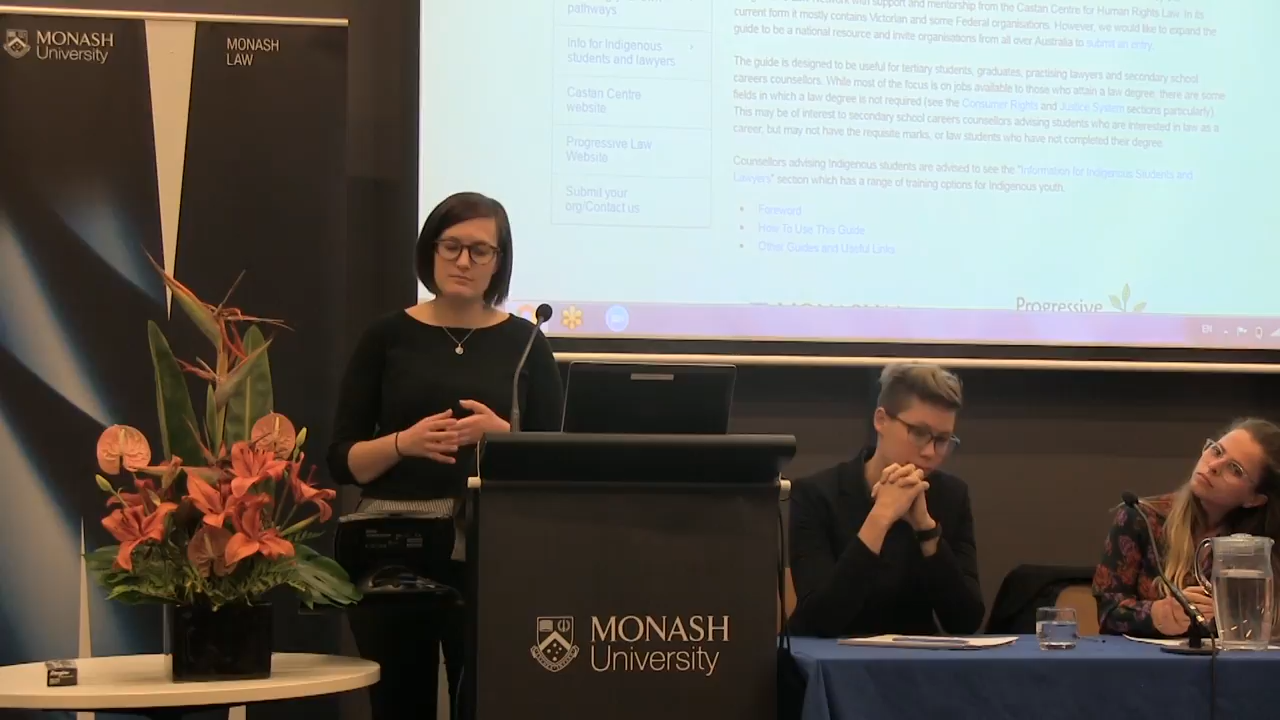 MONASH
University
MONASH
LAW
pathways
Info for Indigenous
students and lawyers
Castan Centre
website
Progressive Law
Website
Submit your
org/Contact us
with support and mentorship from the Castan Centre for Human Rights Law. In its
current form it mostly contains Victorian and some Federal organisations. However, we would like to expand the
guide to be a national resource and invite organisations from all over Australia to submit an entry.
The guide is designed to be useful for tertiary students, graduates, practising lawyers and secondary school
careers counsellors. While most of the focus is on jobs available to those who attain a law degree, there are some
fields in which a law degree is not required (see the Consumer Rights and Justice System sections particularly).
This may be of interest to secondary school careers counsellors advising students who are interested in law as a
career, but may not have the requisite marks, or law students who have not completed their degree.
Counsellors advising Indigenous students are advised to see the "Information for Indigenous Students and
Lawyers" section which has a range of training options for Indigenous youth.
• Foreword
• How To Use This Guide
• Other Guides and Useful Links
Progressive
EN
MONASH
University